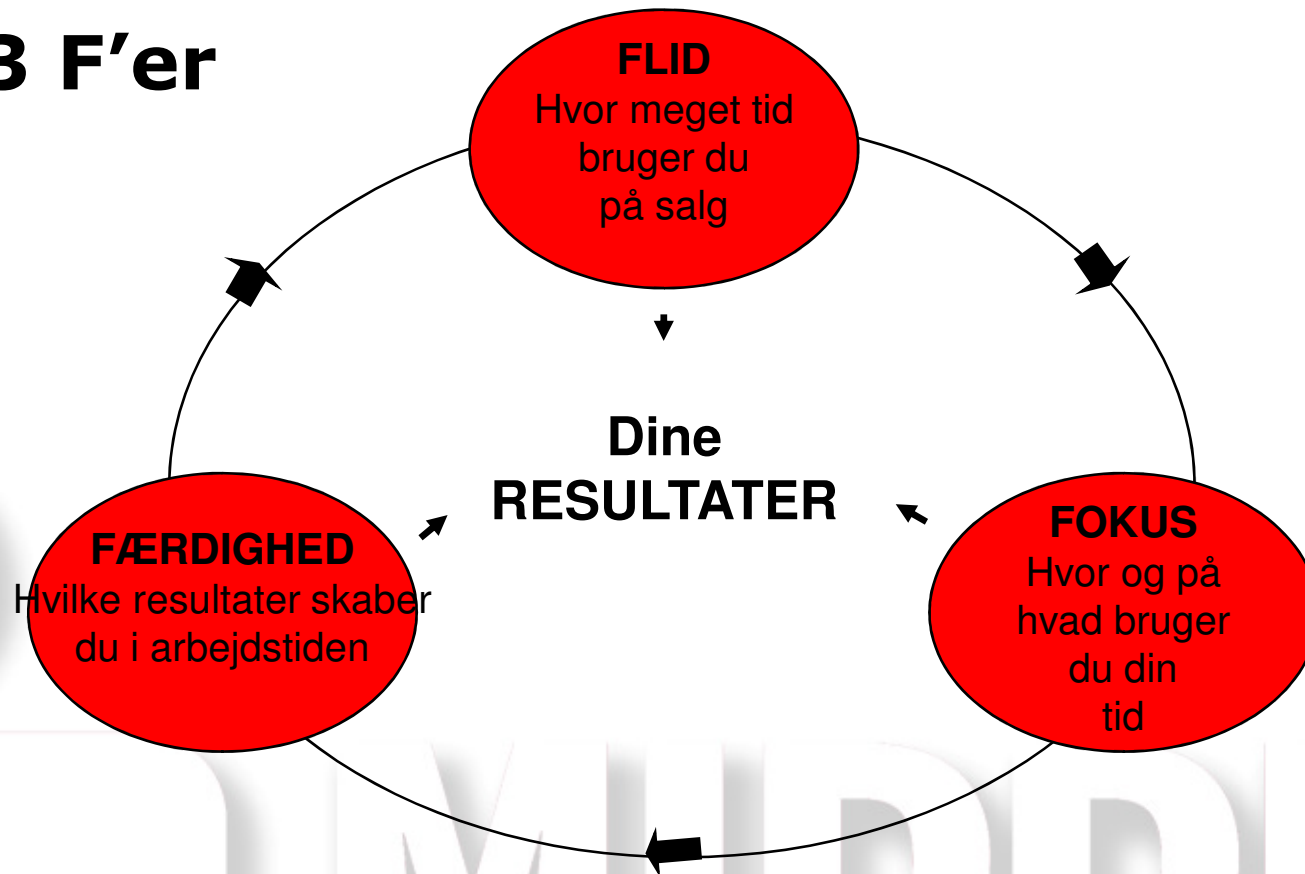 3 F’er
FLID
Hvor meget tid
bruger du
på salg
Dine
RESULTATER
FÆRDIGHED
Hvilke resultater skaber
du i arbejdstiden
FOKUS
Hvor og på
hvad bruger
du din
tid